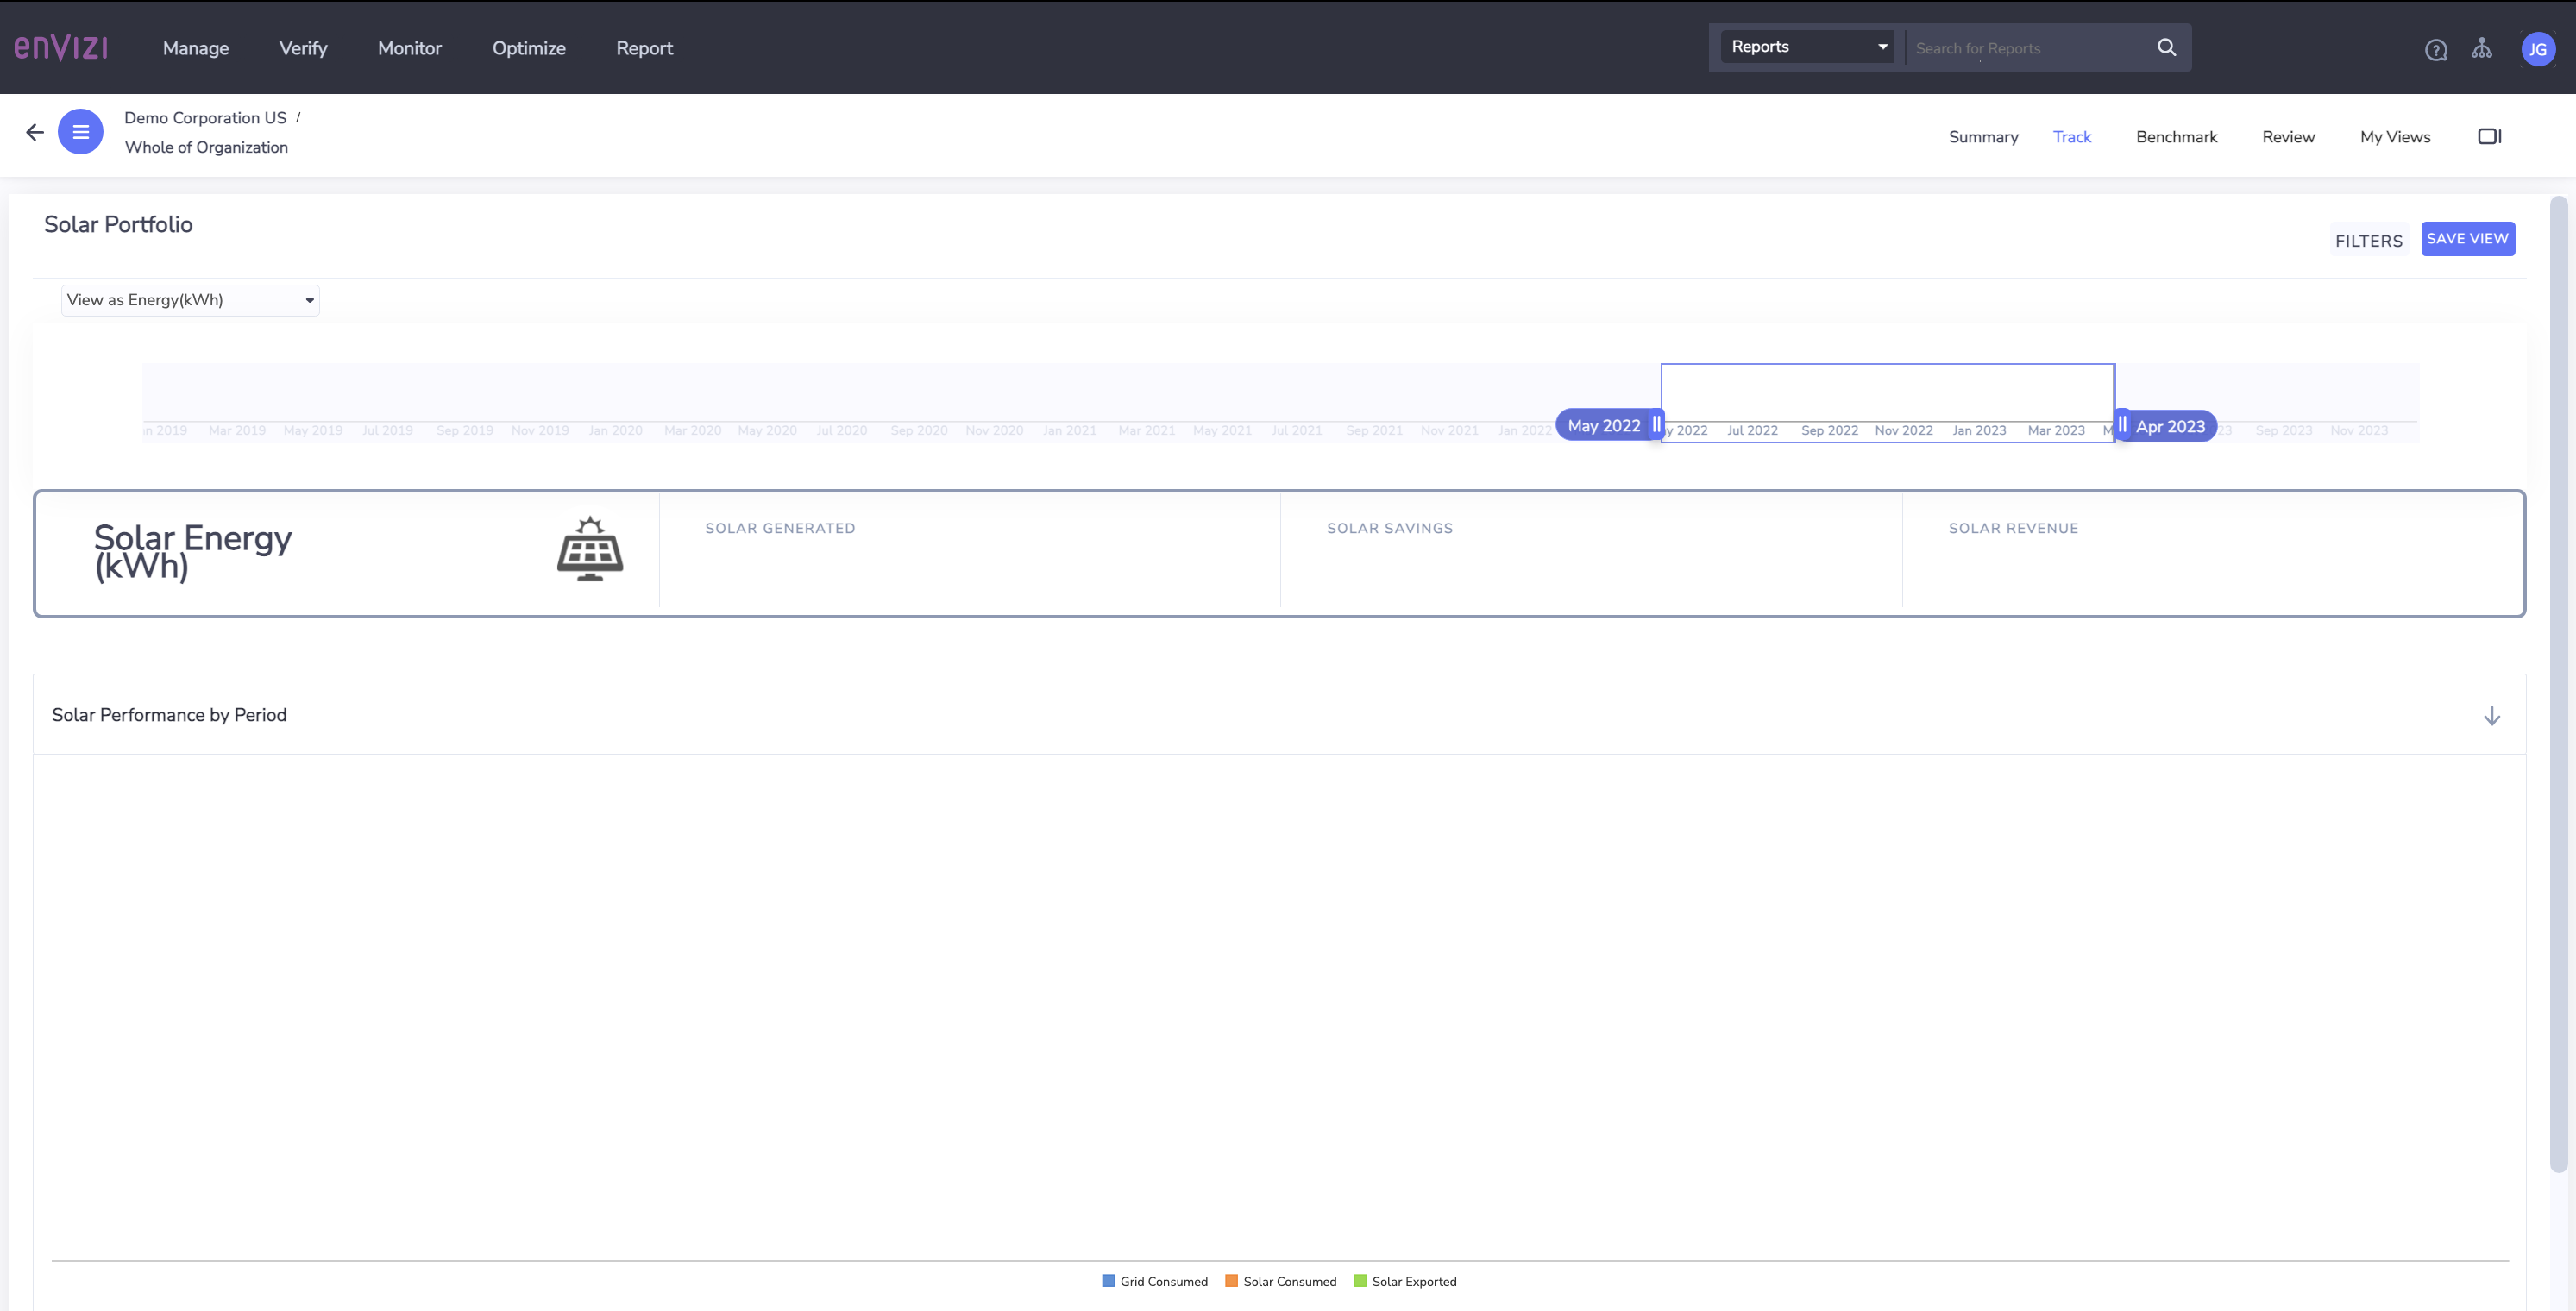 enVIZI
Manage Verify Monitor Optimize Report
Reports Search for Reports
JG
Demo Corporation US /
Whole of Organization
Summary Track Benchmark Review My Views
Solar Portfolio
FILTERS SAVE VIEW
View as Energy(kWh)
n 2019 Mar 2019 May 2019 Jul 2019 Sep 2019 Nov 2019 Jan 2020 Mar 2020 May 2020 Jul 2020 Sep 2020 Nov 2020 Jan 2021 Mar 2021 May 2021 Jul 2021 Sep 2021 Nov 2021 Jan 2022 May 2022 y 2022 Jul 2022 Sep 2022 Nov 2022 Jan 2023 Mar 2023 M Apr 2023 23 Sep 2023 Nov 2023
Solar Energy
(kWh)
SOLAR GENERATED SOLAR SAVINGS SOLAR REVENUE
Solar Performance by Period
Grid Consumed Solar Consumed Solar Exported